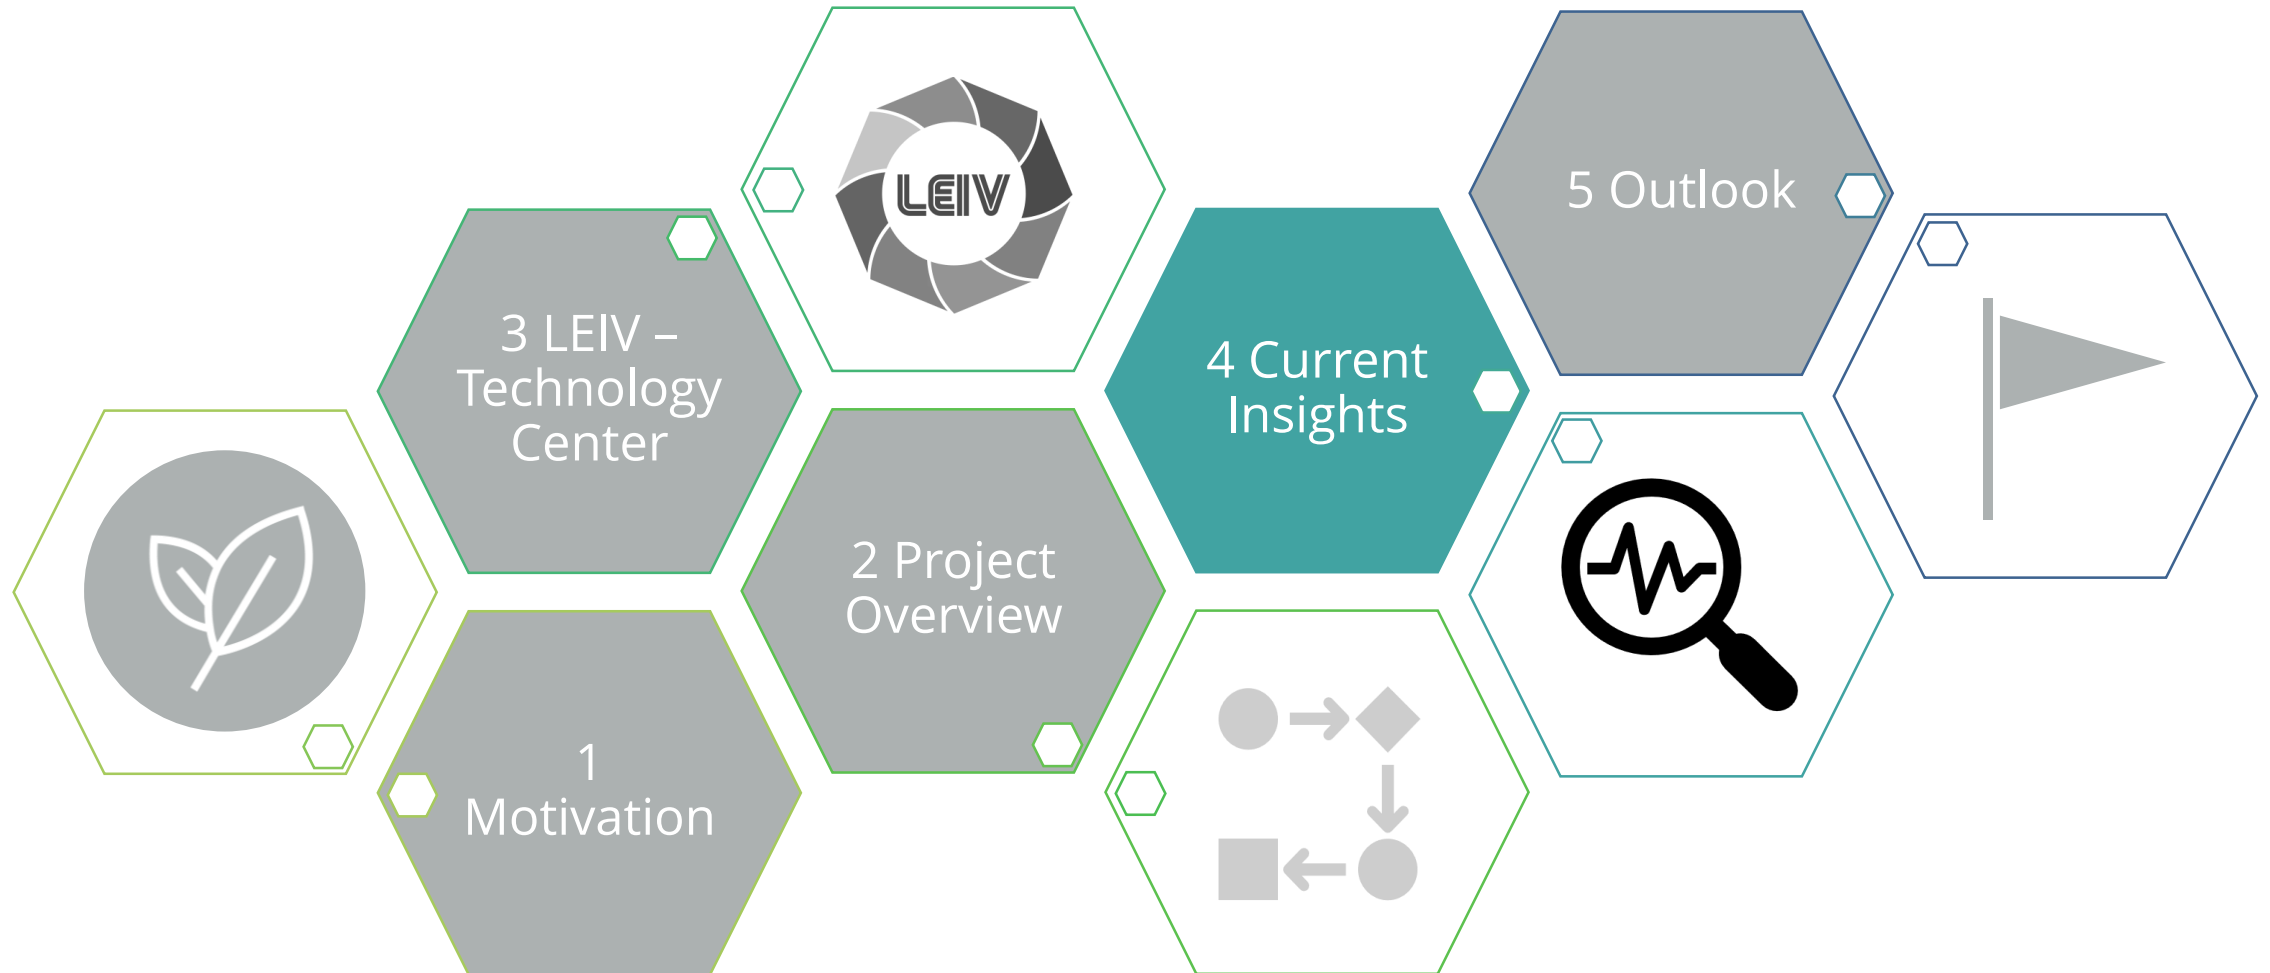 LEIV
5 Outlook
3 LEIV –
Technology
Center
4 Current
Insights
2 Project
Overview
1
Motivation